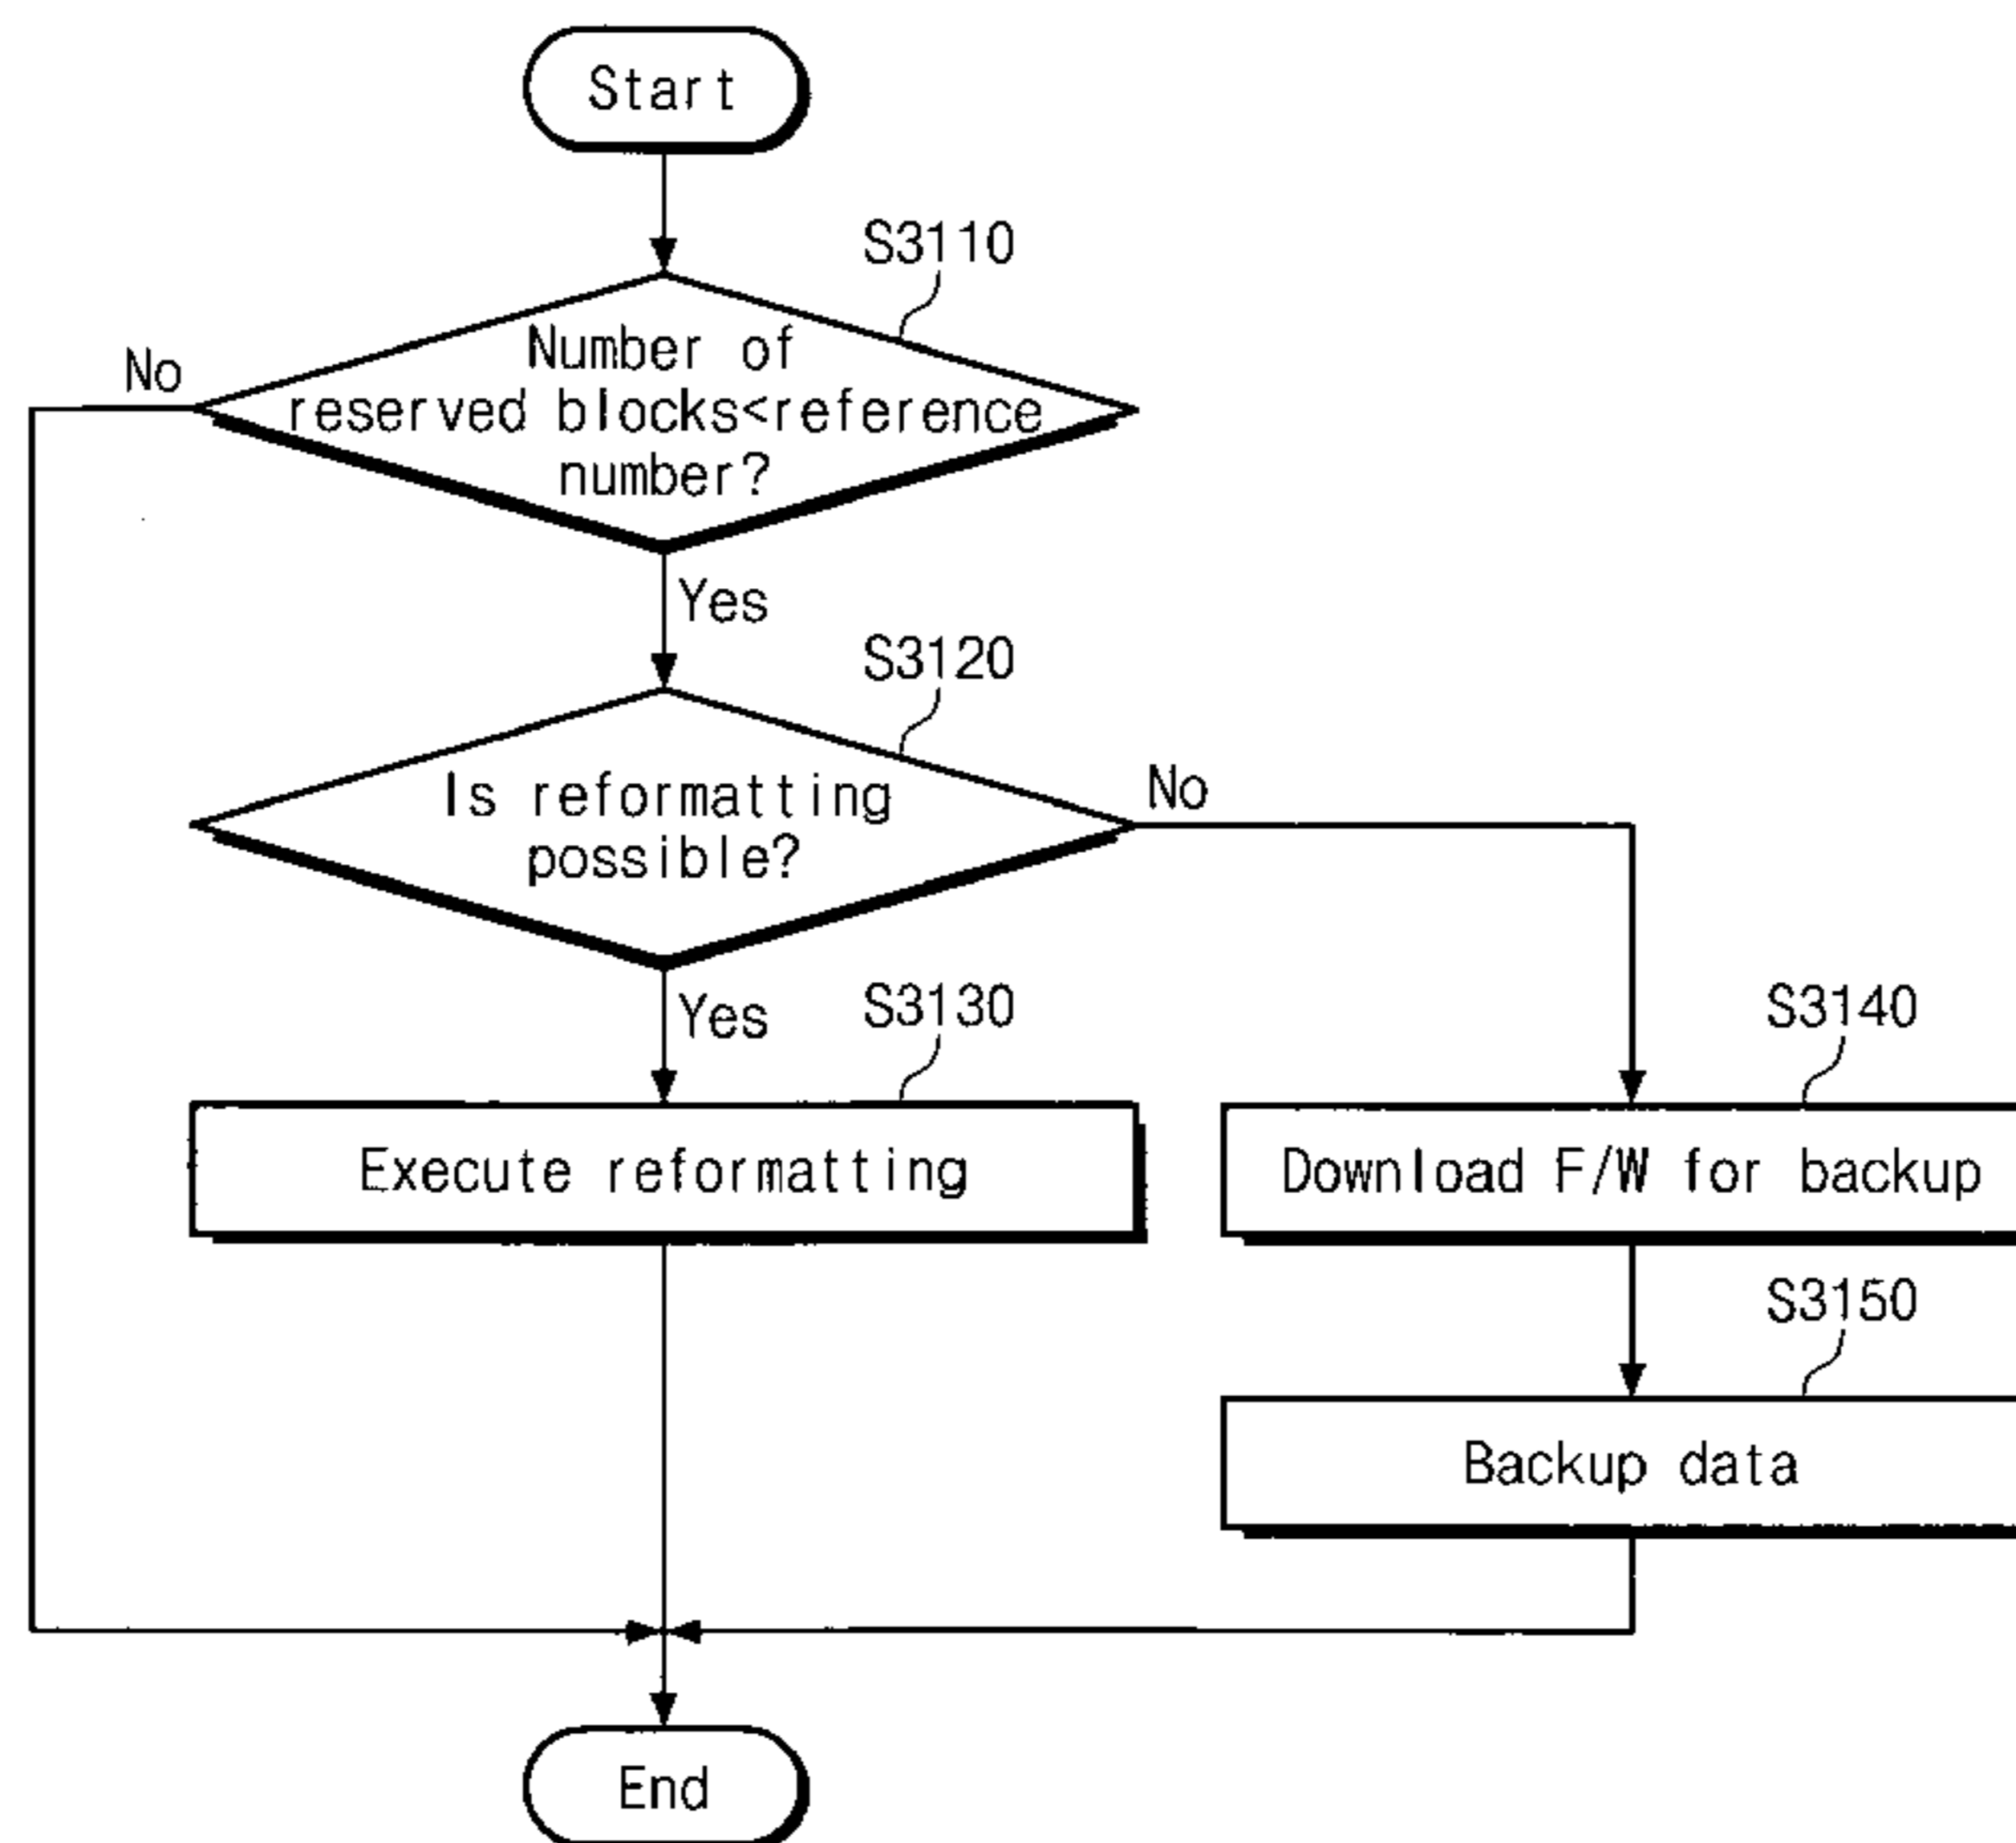 Start
S3110
No
Number of
reserved blocks<reference
number?
Yes
S3120
No
Is reformatting
possible?
Yes
S3130
S3140
Execute reformatting
Download F/W for backup
S3150
Backup data
End